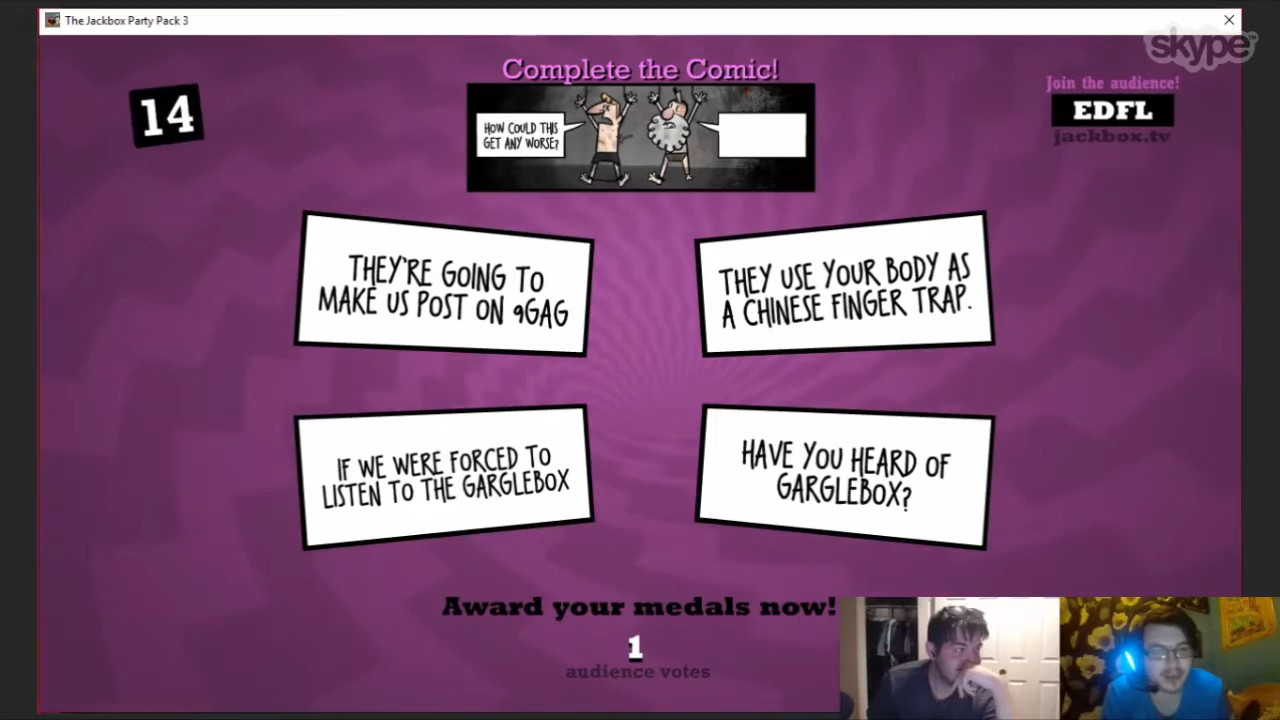 The Jackbox Party Pack 3
skype™
Complete the Comic!
Join the audience!
14
EDFL
HOW COULD THIS
GET ANY WORSE?
jackbox.tv
THEY'RE GOING TO
MAKE US POST ON 9GAG
THEY USE YOUR BODY AS
A CHINESE FINGER TRAP.
IF WE WERE FORCED TO
LISTEN TO THE GARGLEBOX
HAVE YOU HEARD OF
GARGLEBOX?
Award your medals now!
1
audience votes